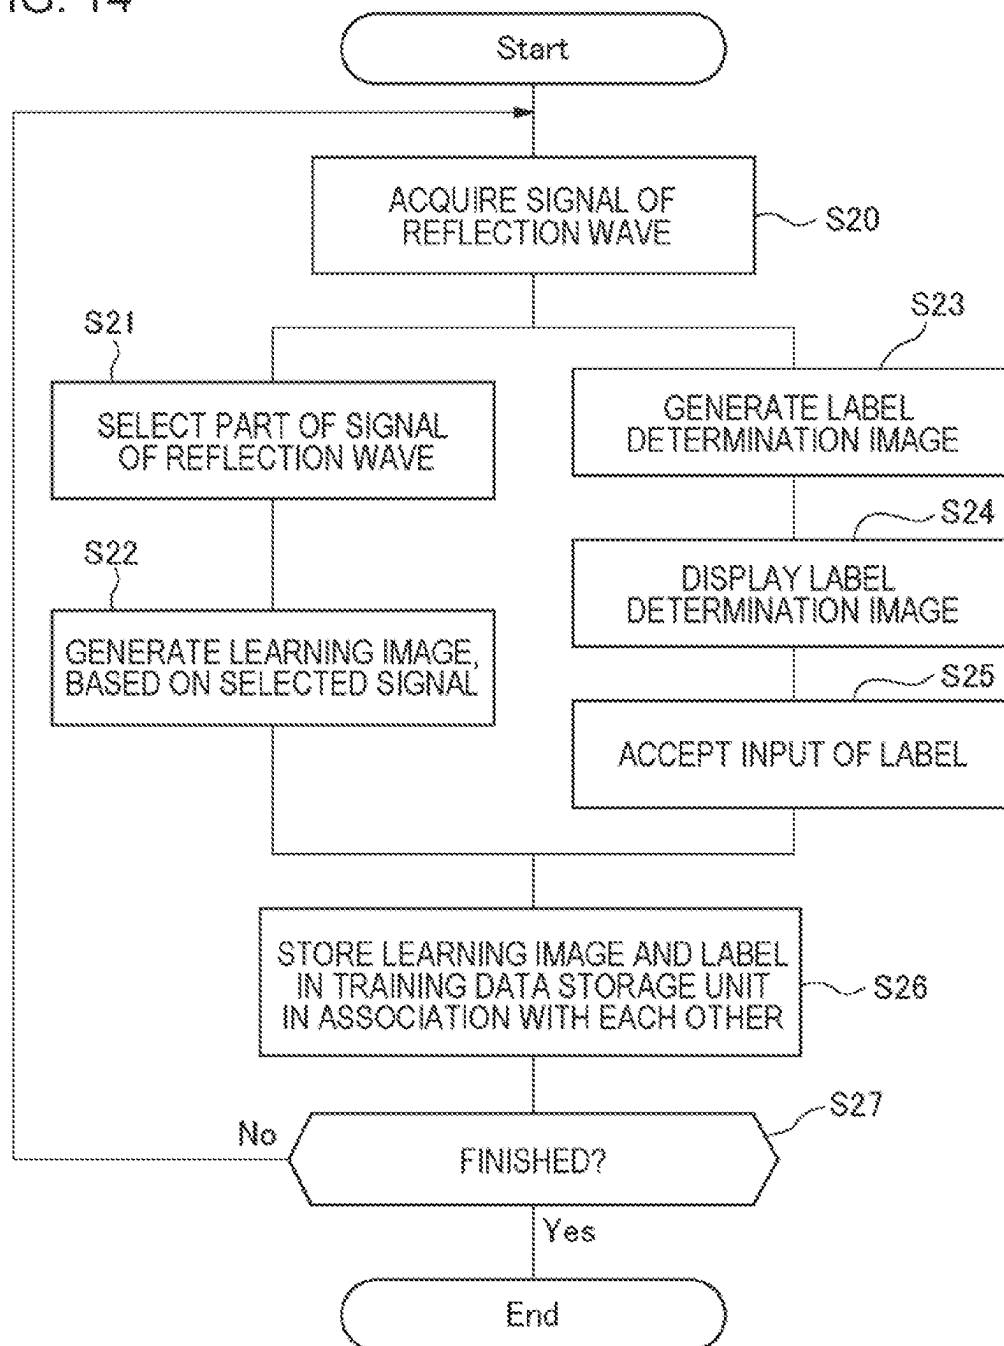 FIG. 14
Start
ACQUIRE SIGNAL OF
REFLECTION WAVE
S20
S21
SELECT PART OF SIGNAL
OF REFLECTION WAVE
S22
GENERATE LEARNING IMAGE,
BASED ON SELECTED SIGNAL
S23
GENERATE LABEL
DETERMINATION IMAGE
S24
DISPLAY LABEL
DETERMINATION IMAGE
S25
ACCEPT INPUT OF LABEL
STORE LEARNING IMAGE AND LABEL
IN TRAINING DATA STORAGE UNIT
IN ASSOCIATION WITH EACH OTHER
S26
S27
No
FINISHED?
Yes
End